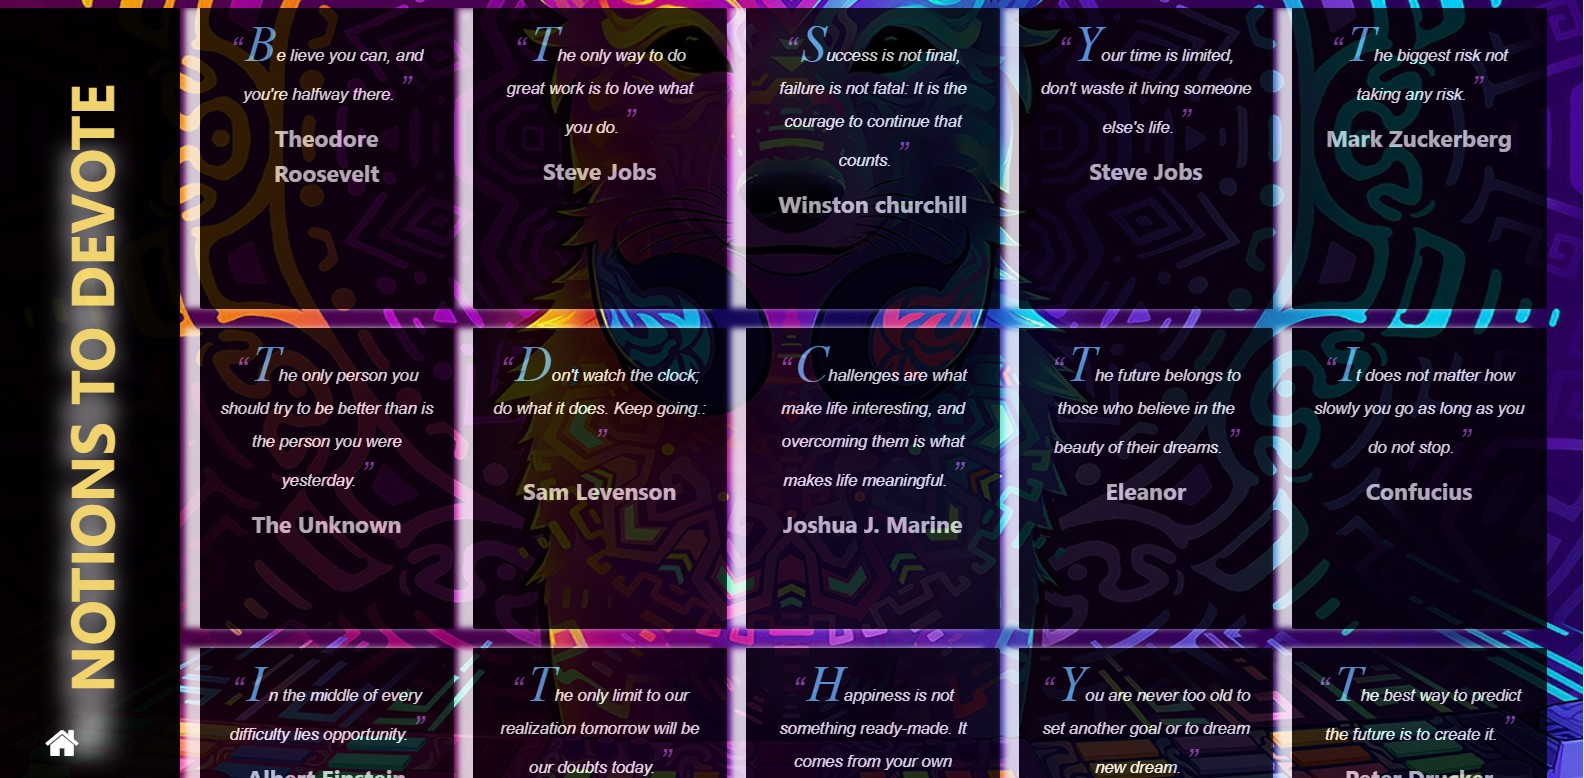 NOTIONS TO DEVOTE
“Be lieve you can, and
you're halfway there. ”
Theodore
Roosevelt
“The only way to do
great work is to love what
you do. ”
Steve Jobs
“Success is not final,
failure is not fatal: It is the
courage to continue that
counts. ”
Winston churchill
“Your time is limited,
don't waste it living someone
else's life. ”
Steve Jobs
“The biggest risk not
taking any risk. ”
Mark Zuckerberg
“The only person you
should try to be better than is
the person you were
yesterday. ”
The Unknown
“Don't watch the clock;
do what it does. Keep going.:
”
Sam Levenson
“Challenges are what
make life interesting, and
overcoming them is what
makes life meaningful. ”
Joshua J. Marine
“The future belongs to
those who believe in the
beauty of their dreams. ”
Eleanor
“It does not matter how
slowly you go as long as you
do not stop. ”
Confucius
“In the middle of every
difficulty lies opportunity. ”
Albert Einstein
“The only limit to our
realization tomorrow will be
our doubts today. ”
“Happiness is not
something ready-made. It
comes from your own
“You are never too old to
set another goal or to dream
new dream. ”
“The best way to predict
the future is to create it. ”
Peter Drucker